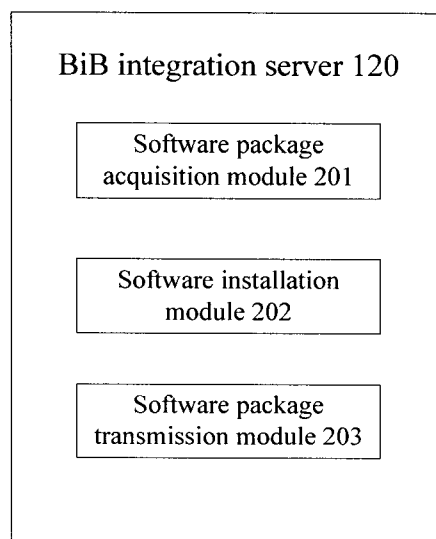 BiB integration server 120
Software package
acquisition module 201
Software installation
module 202
Software package
transmission module 203